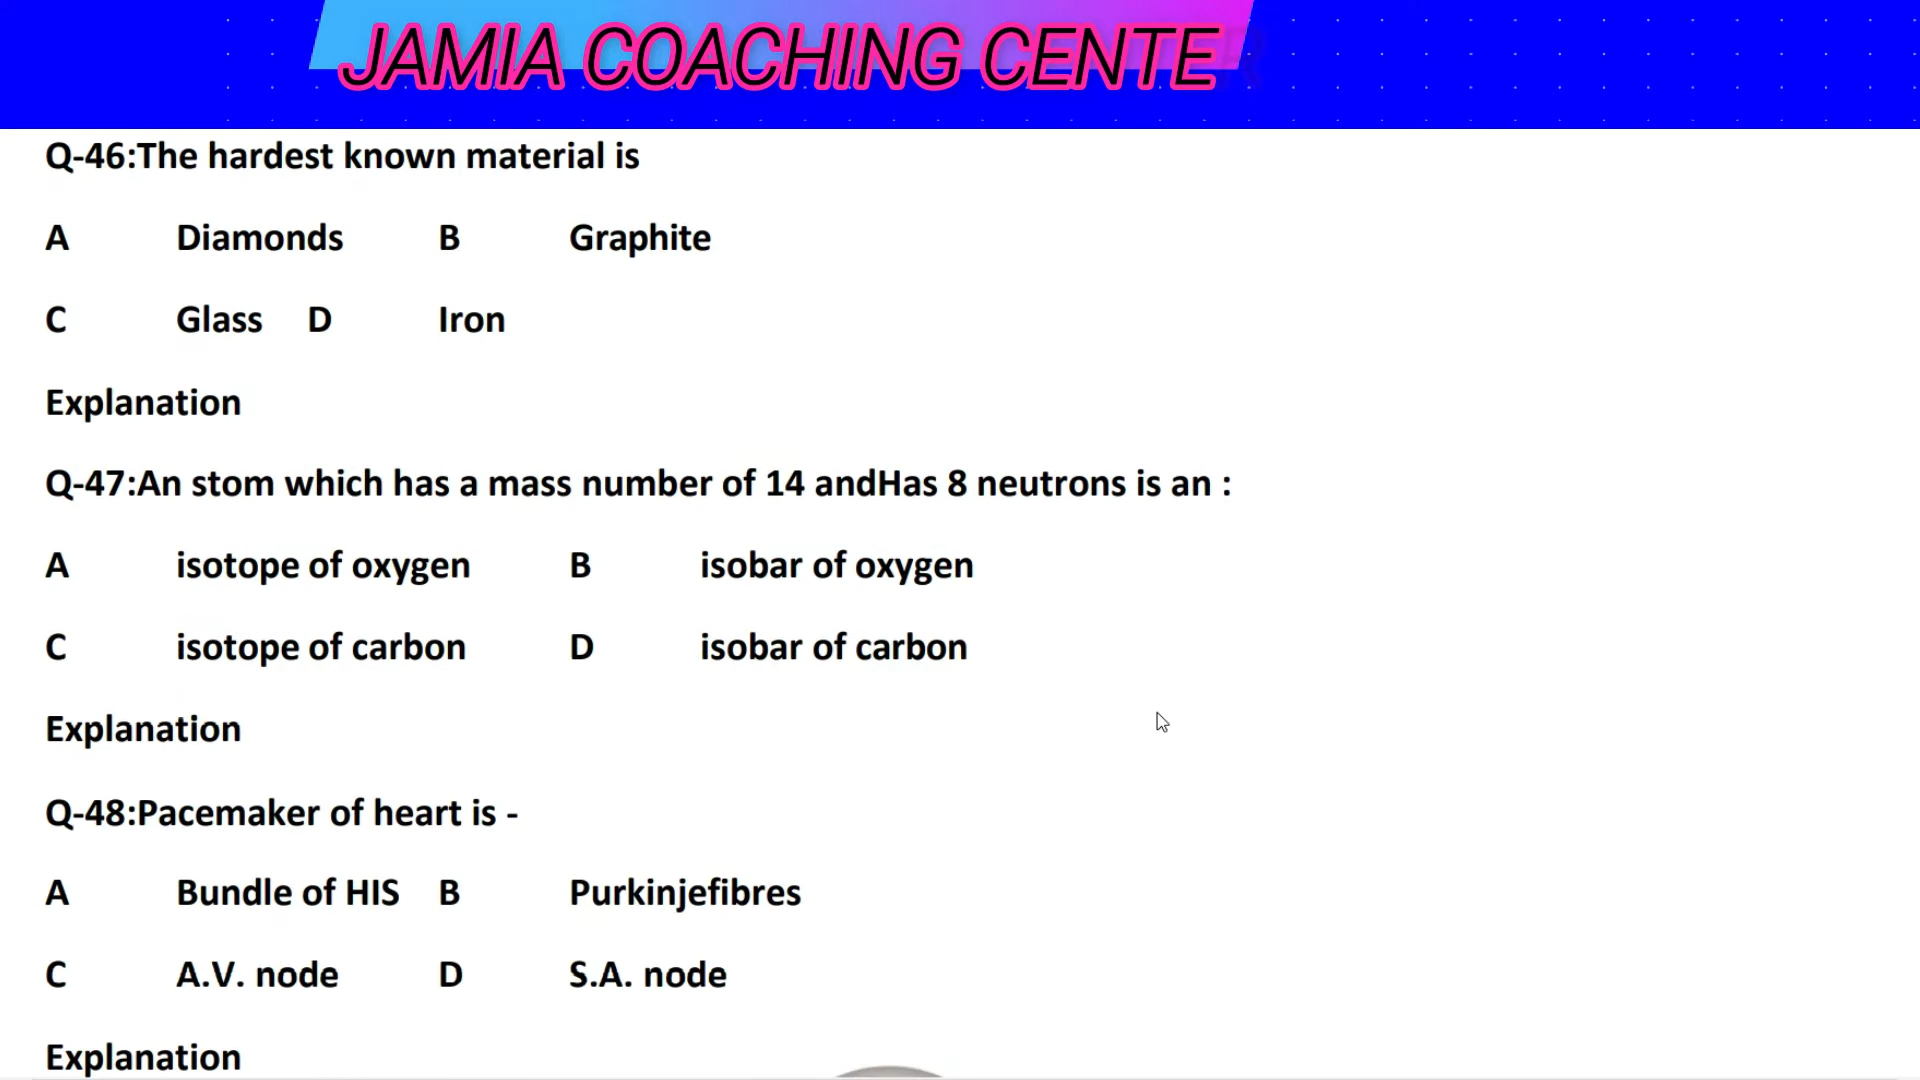 JAMIA COACHING CENTER
Q-46:The hardest known material is
A Diamonds B Graphite
C Glass D Iron
Explanation
Q-47:An stom which has a mass number of 14 andHas 8 neutrons is an :
A isotope of oxygen B isobar of oxygen
C isotope of carbon D isobar of carbon
Explanation
Q-48:Pacemaker of heart is -
A Bundle of HIS B Purkinjefibres
C A.V. node D S.A. node
Explanation